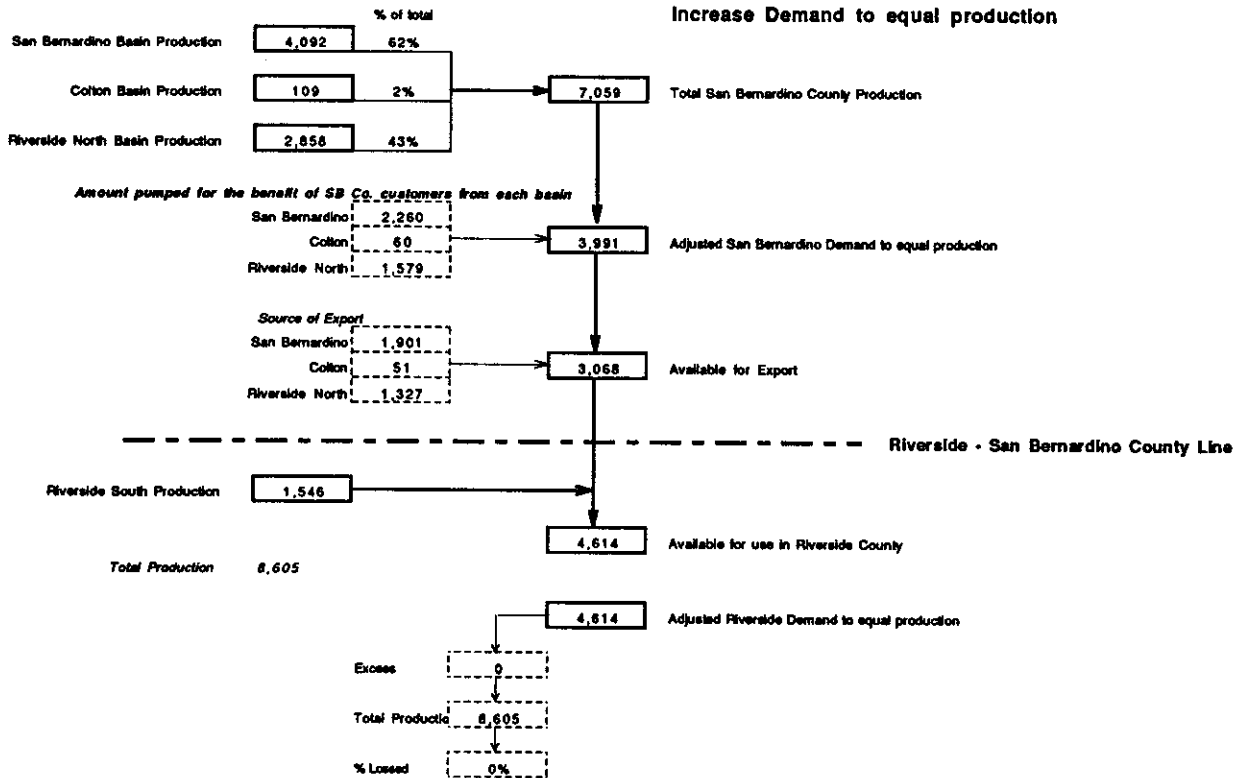 % of total
Increase Demand to equal production
San Bernardino Basin Production 4,092 62%
Colton Basin Production 109 2%
7,059 Total San Bernardino County Production
Riverside North Basin Production 2,858 43%
Amount pumped for the benefit of SB Co. customers from each basin
San Bernardino 2,260
Colton 60
3,991 Adjusted San Bernardino Demand to equal production
Riverside North 1,579
Source of Export
San Bernardino 1,901
Colton 51
3,068 Available for Export
Riverside North 1,327
Riverside - San Bernardino County Line
Riverside South Production 1,546
4,614 Available for use in Riverside County
Total Production 8,605
4,614 Adjusted Riverside Demand to equal production
Excess 0
Total Productio 8,605
% Lossed 0%